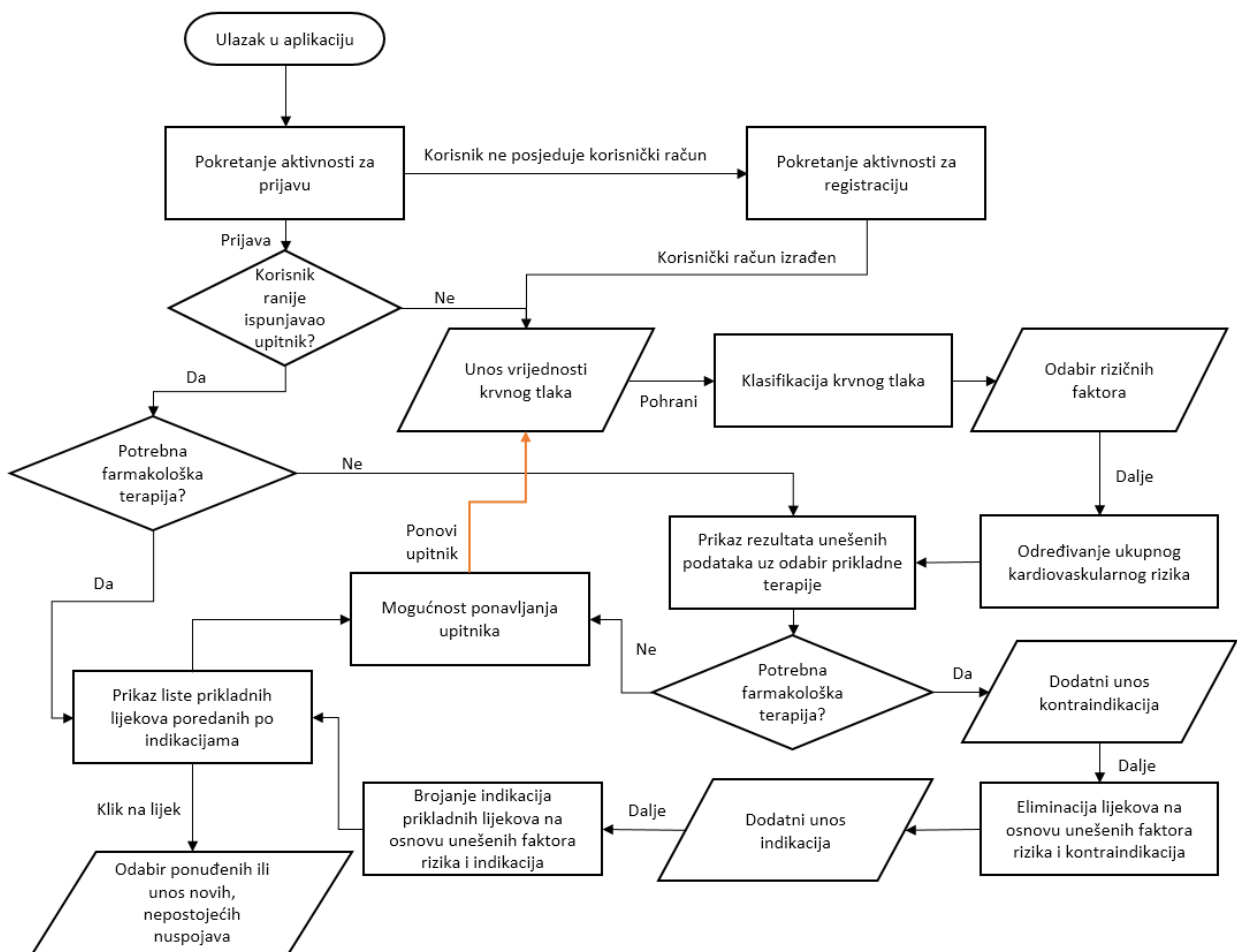 Ulazak u aplikaciju
Pokretanje aktivnosti za
prijavu
Korisnik ne posjeduje korisnički račun
Pokretanje aktivnosti za
registraciju
Prijava
Korisnički račun izrađen
Korisnik
ranije
ispunjavao
upitnik?
Ne
Da
Unos vrijednosti
krvnog tlaka
Pohrani
Klasifikacija krvnog tlaka
Odabir rizičnih
faktora
Dalje
Potrebna
farmakološka
terapija?
Ne
Da
Ponovi
upitnik
Prikaz rezultata unešenih
podataka uz odabir prikladne
terapije
Određivanje ukupnog
kardiovaskularnog rizika
Mogućnost ponavljanja
upitnika
Ne
Potrebna
farmakološka
terapija?
Da
Dodatni unos
kontraindikacija
Dalje
Prikaz liste prikladnih
lijekova poredanih po
indikacijama
Klik na lijek
Brojanje indikacija
prikladnih lijekova na
osnovu unešenih faktora
rizika i indikacija
Dalje
Dodatni unos
indikacija
Eliminacija lijekova na
osnovu unešenih faktora
rizika i kontraindikacija
Odabir ponuđenih ili
unos novih,
nepostojećih
nuspojava